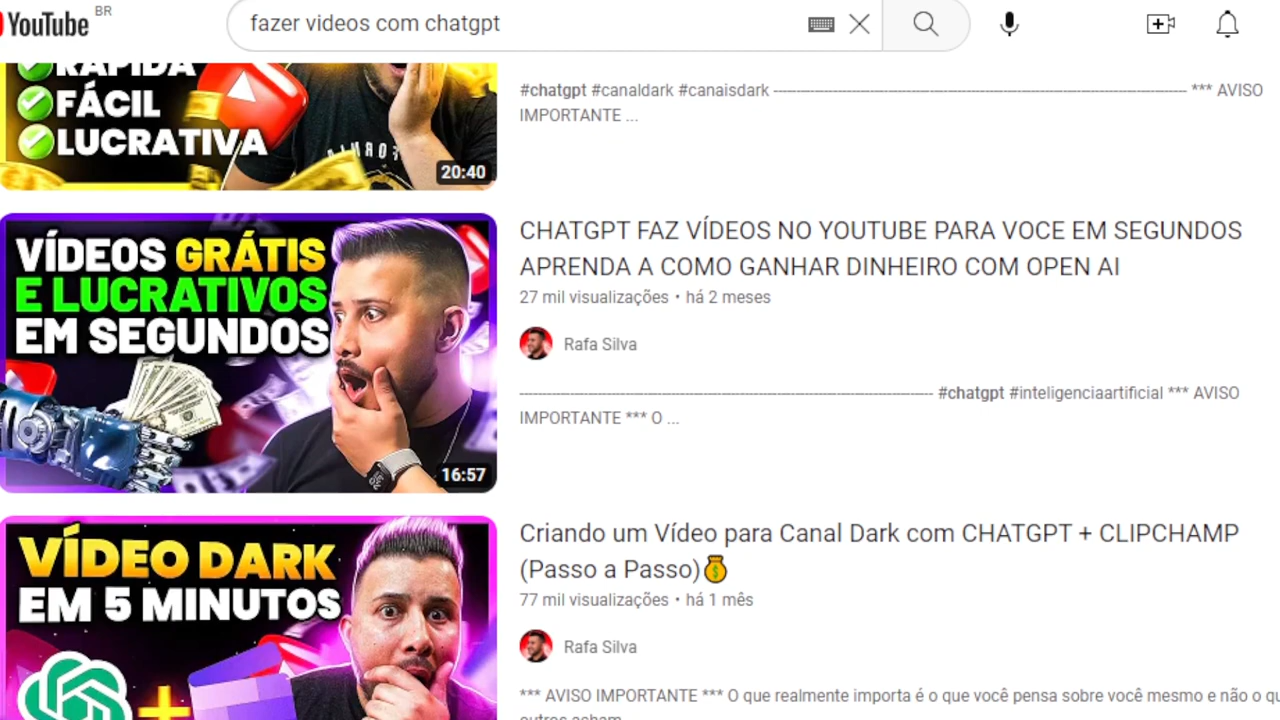 YouTube BR
fazer videos com chatgpt
RÁPIDA
FÁCIL
LUCRATIVA
20:40
#chatgpt #canaldark #canaisdark ---------------------------------------------------------------------------------------------------- *** AVISO
IMPORTANTE ...
VÍDEOS GRÁTIS
E LUCRATIVOS
EM SEGUNDOS
16:57
CHATGPT FAZ VÍDEOS NO YOUTUBE PARA VOCE EM SEGUNDOS
APRENDA A COMO GANHAR DINHEIRO COM OPEN AI
27 mil visualizações • há 2 meses
Rafa Silva
---------------------------------------------------------------------------------------------------- #chatgpt #inteligenciaartificial *** AVISO
IMPORTANTE *** O ...
VÍDEO DARK
EM 5 MINUTOS
Criando um Vídeo para Canal Dark com CHATGPT + CLIPCHAMP
(Passo a Passo)💰
77 mil visualizações • há 1 mês
Rafa Silva
*** AVISO IMPORTANTE *** O que realmente importa é o que você pensa sobre você mesmo e não o qu
outros acham